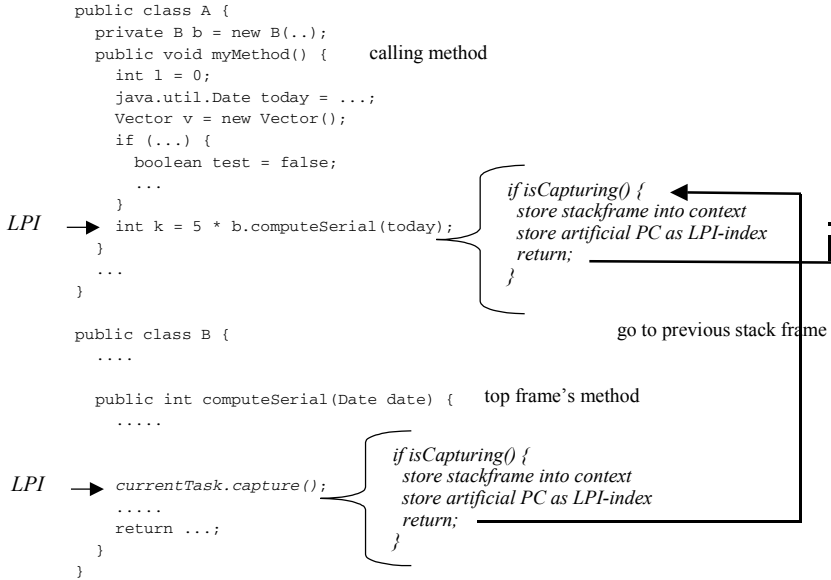 public class A {
private B b = new B(..);
public void myMethod() { calling method
int l = 0;
java.util.Date today = ...;
Vector v = new Vector();
if (...) {
boolean test = false;
...
}
LPI int k = 5 * b.computeSerial(today);
}
...
}
if isCapturing() {
store stackframe into context
store artificial PC as LPI-index
return;
}
go to previous stack frame
public class B {
....
public int computeSerial(Date date) { top frame's method
.....
LPI currentTask.capture();
.....
return ...;
}
}
if isCapturing() {
store stackframe into context
store artificial PC as LPI-index
return;
}